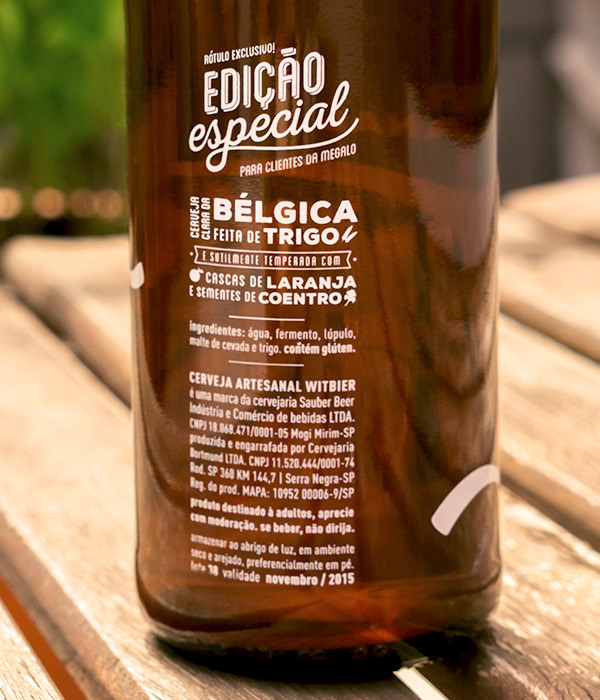 RÓTULO EXCLUSIVO!
EDIÇÃO
especial
PARA CLIENTES DA MEGALO
CERVEJA
CLARA DA
BÉLGICA
FEITA DE TRIGO
E SUTILMENTE TEMPERADA COM
CASCAS DE LARANJA
E SEMENTES DE COENTRO
ingredientes: água, fermento, lúpulo,
malte de cevada e trigo. contém glúten.
CERVEJA ARTESANAL WITBIER
é uma marca da cervejaria Sauber Beer
Indústria e Comércio de bebidas LTDA.
CNPJ 18.068.471/0001-05 Mogi Mirim-SP
produzida e engarrafada por Cervejaria
Dortmund LTDA. CNPJ 11.520.444/0001-74
Rod. SP 360 KM 144,7 | Serra Negra-SP
Reg. do prod. MAPA: 10952 00006-9/SP
produto destinado à adultos, aprecie
com moderação. se beber, não dirija.
armazenar ao abrigo de luz, em ambiente
seco e arejado, preferencialmente em pé.
lote 18 validade novembro / 2015